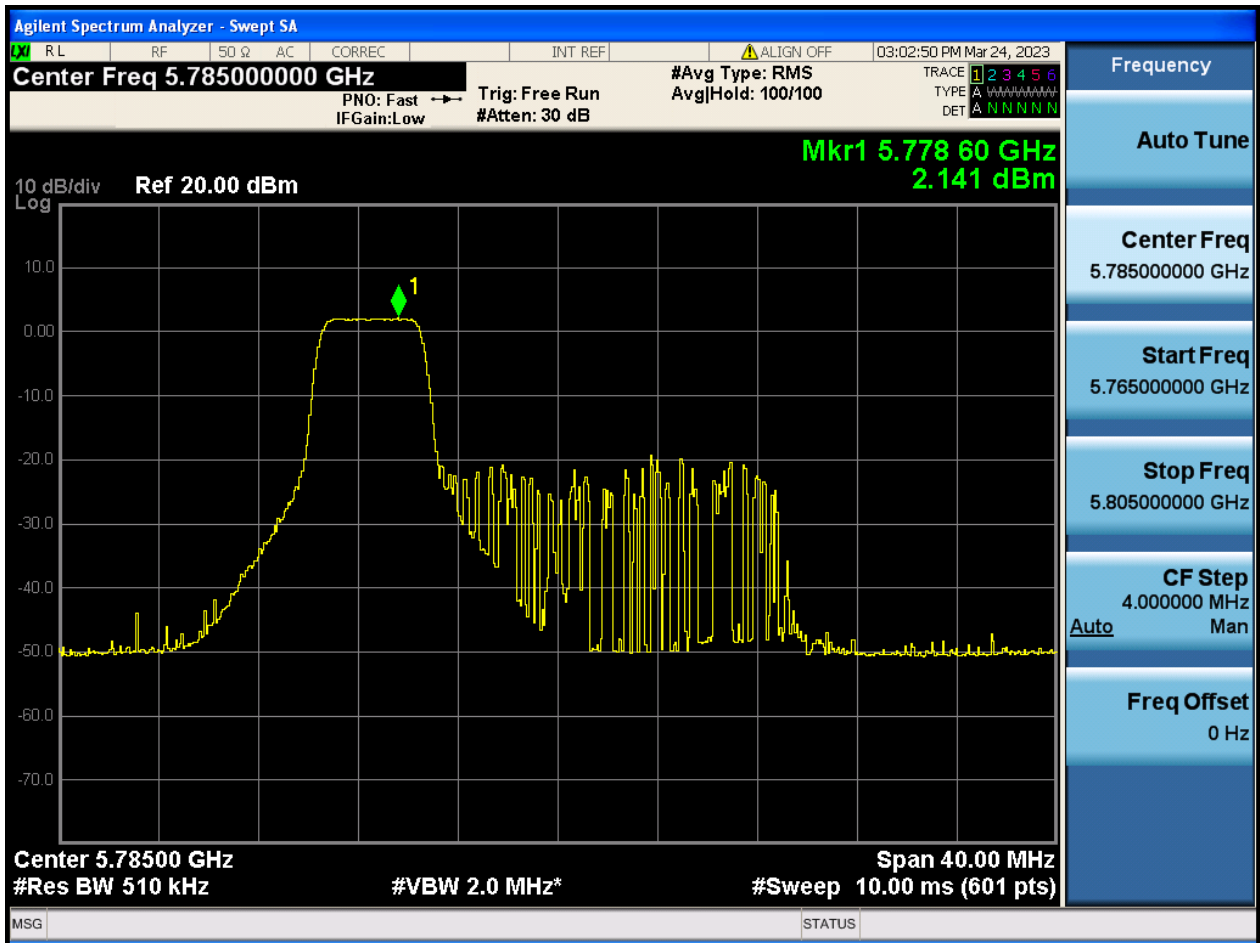 Agilent Spectrum Analyzer - Swept SA
LXI RL RF 50 Ω AC CORREC INT REF ALIGN OFF 03:02:50 PM Mar 24, 2023
Center Freq 5.785000000 GHz
PNO: Fast
IFGain:Low
Trig: Free Run
#Atten: 30 dB
#Avg Type: RMS
Avg|Hold: 100/100
TRACE 1 2 3 4 5 6
TYPE A WWWWW
DET A N N N N N
Mkr1 5.778 60 GHz
2.141 dBm
10 dB/div Ref 20.00 dBm
Log
10.0
1
0.00
-10.0
-20.0
-30.0
-40.0
-50.0
-60.0
-70.0
Center 5.78500 GHz Span 40.00 MHz
#Res BW 510 kHz #VBW 2.0 MHz* #Sweep 10.00 ms (601 pts)
MSG STATUS
Frequency
Auto Tune
Center Freq
5.785000000 GHz
Start Freq
5.765000000 GHz
Stop Freq
5.805000000 GHz
CF Step
4.000000 MHz
Auto Man
Freq Offset
0 Hz